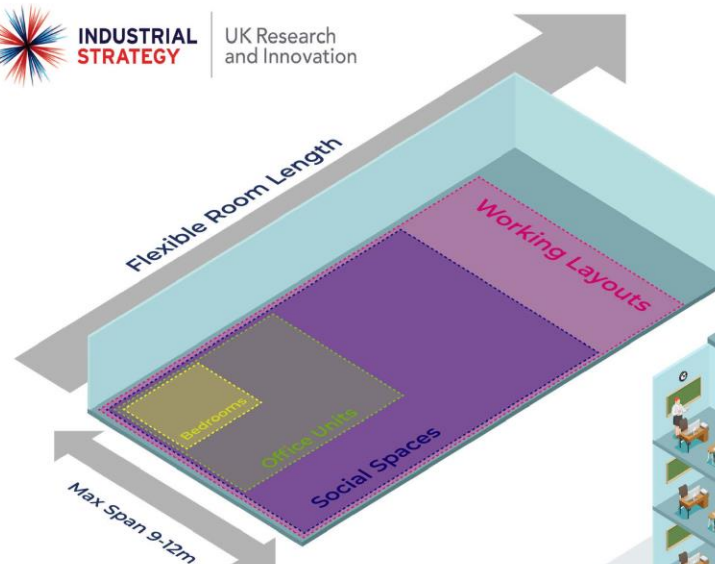 INDUSTRIAL
STRATEGY
UK Research
and Innovation
Flexible Room Length
Working Layouts
Bedrooms
Office Units
Social Spaces
Max Span 9-12m